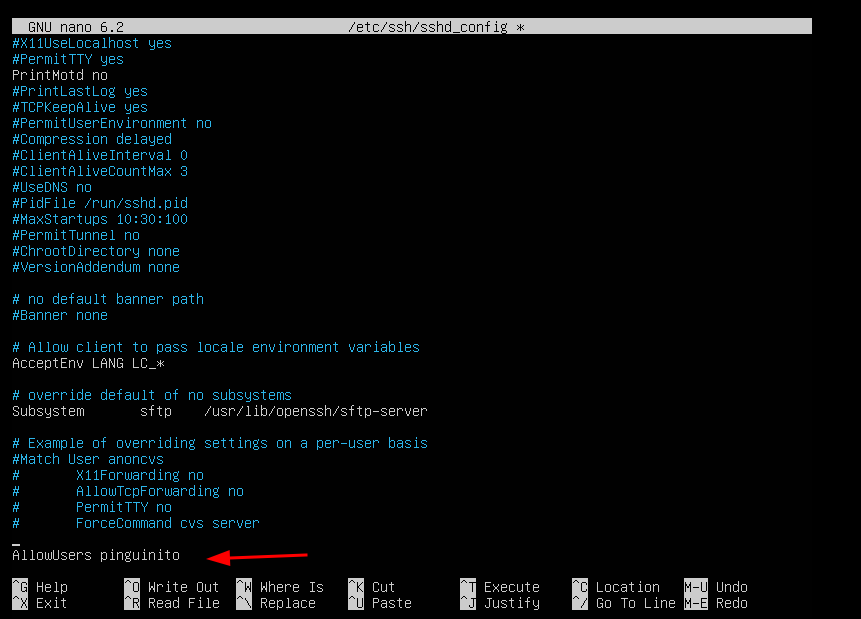 GNU nano 6.2 /etc/ssh/sshd_config *
#X11UseLocalhost yes
#PermitTTY yes
PrintMotd no
#PrintLastLog yes
#TCPKeepAlive yes
#PermitUserEnvironment no
#Compression delayed
#ClientAliveInterval 0
#ClientAliveCountMax 3
#UseDNS no
#PidFile /run/sshd.pid
#MaxStartups 10:30:100
#PermitTunnel no
#ChrootDirectory none
#VersionAddendum none
# no default banner path
#Banner none
# Allow client to pass locale environment variables
AcceptEnv LANG LC_*
# override default of no subsystems
Subsystem sftp /usr/lib/openssh/sftp-server
# Example of overriding settings on a per-user basis
#Match User anoncvs
# X11Forwarding no
# AllowTcpForwarding no
# PermitTTY no
# ForceCommand cvs server
AllowUsers pinguinito
^G Help ^O Write Out ^W Where Is ^K Cut ^T Execute ^C Location M-U Undo
^X Exit ^R Read File ^\ Replace ^U Paste ^J Justify ^/ Go To Line M-E Redo